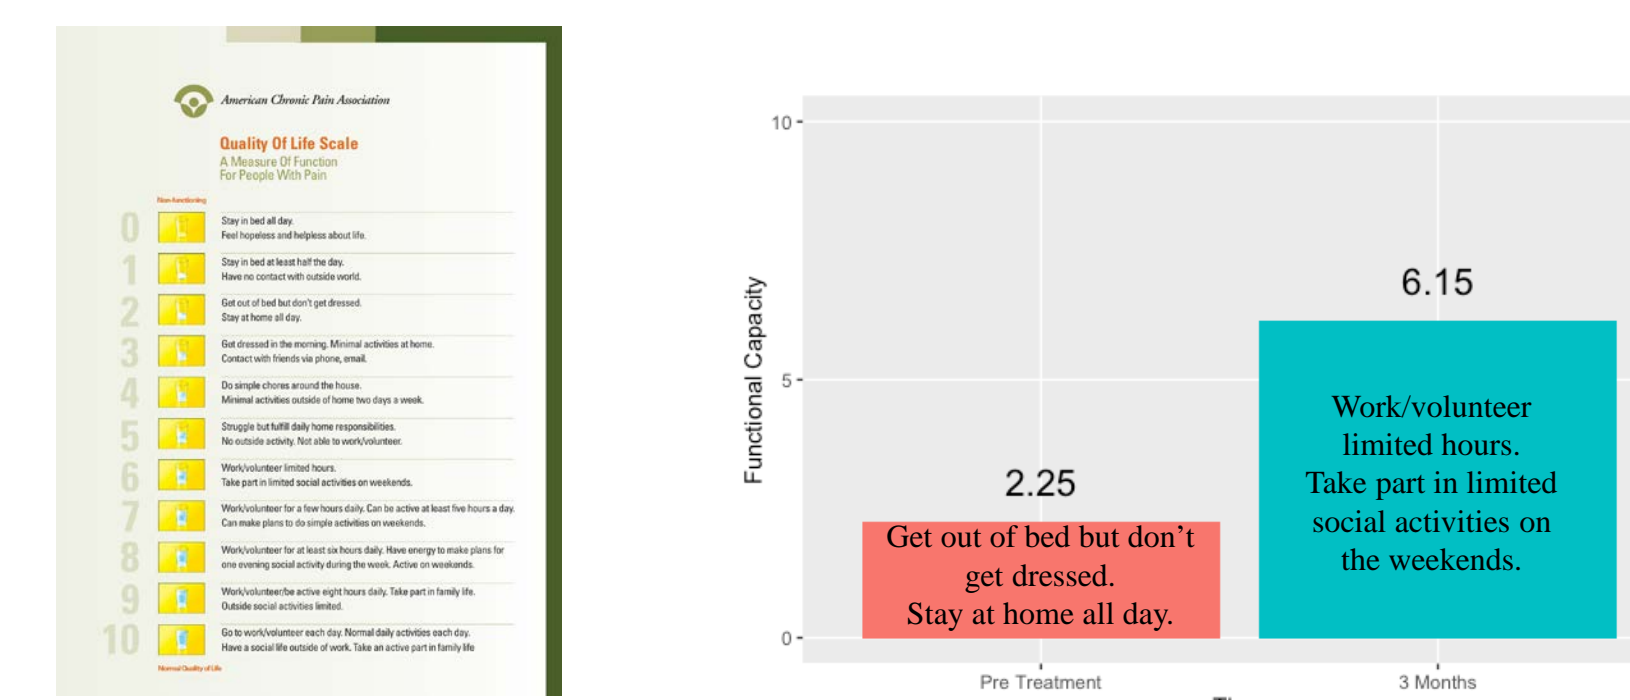 American Chronic Pain Association
Quality Of Life Scale
A Measure Of Function
For People With Pain
Non-functioning
0
Stay in bed all day.
Feel hopeless and helpless about life.
1
Stay in bed at least half the day.
Have no contact with outside world.
2
Get out of bed but don't get dressed.
Stay at home all day.
3
Get dressed in the morning. Minimal activities at home.
Contact with friends via phone, email.
4
Do simple chores around the house.
Minimal activities outside of home two days a week.
5
Struggle but fulfill daily home responsibilities.
No outside activity. Not able to work/volunteer.
6
Work/volunteer limited hours.
Take part in limited social activities on weekends.
7
Work/volunteer for a few hours daily. Can be active at least five hours a day.
Can make plans to do simple activities on weekends.
8
Work/volunteer for at least six hours daily. Have energy to make plans for
one evening social activity during the week. Active on weekends.
9
Work/volunteer/be active eight hours daily. Take part in family life.
Outside social activities limited.
10
Go to work/volunteer each day. Normal daily activities each day.
Have a social life outside of work. Take an active part in family life
Normal Quality of Life
Functional Capacity
10
5
0
2.25
Get out of bed but don’t
get dressed.
Stay at home all day.
6.15
Work/volunteer
limited hours.
Take part in limited
social activities on
the weekends.
Pre Treatment
3 Months